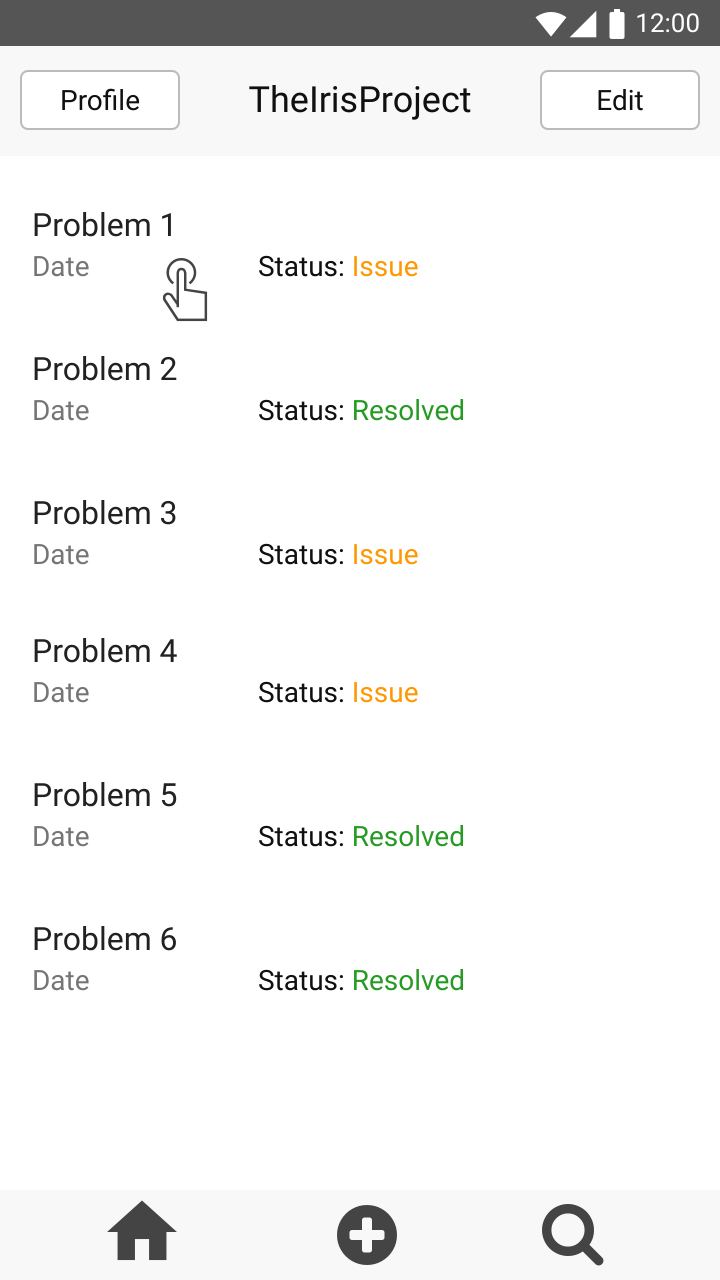 12:00
Profile TheIrisProject Edit
Problem 1
Date Status: Issue
Problem 2
Date Status: Resolved
Problem 3
Date Status: Issue
Problem 4
Date Status: Issue
Problem 5
Date Status: Resolved
Problem 6
Date Status: Resolved